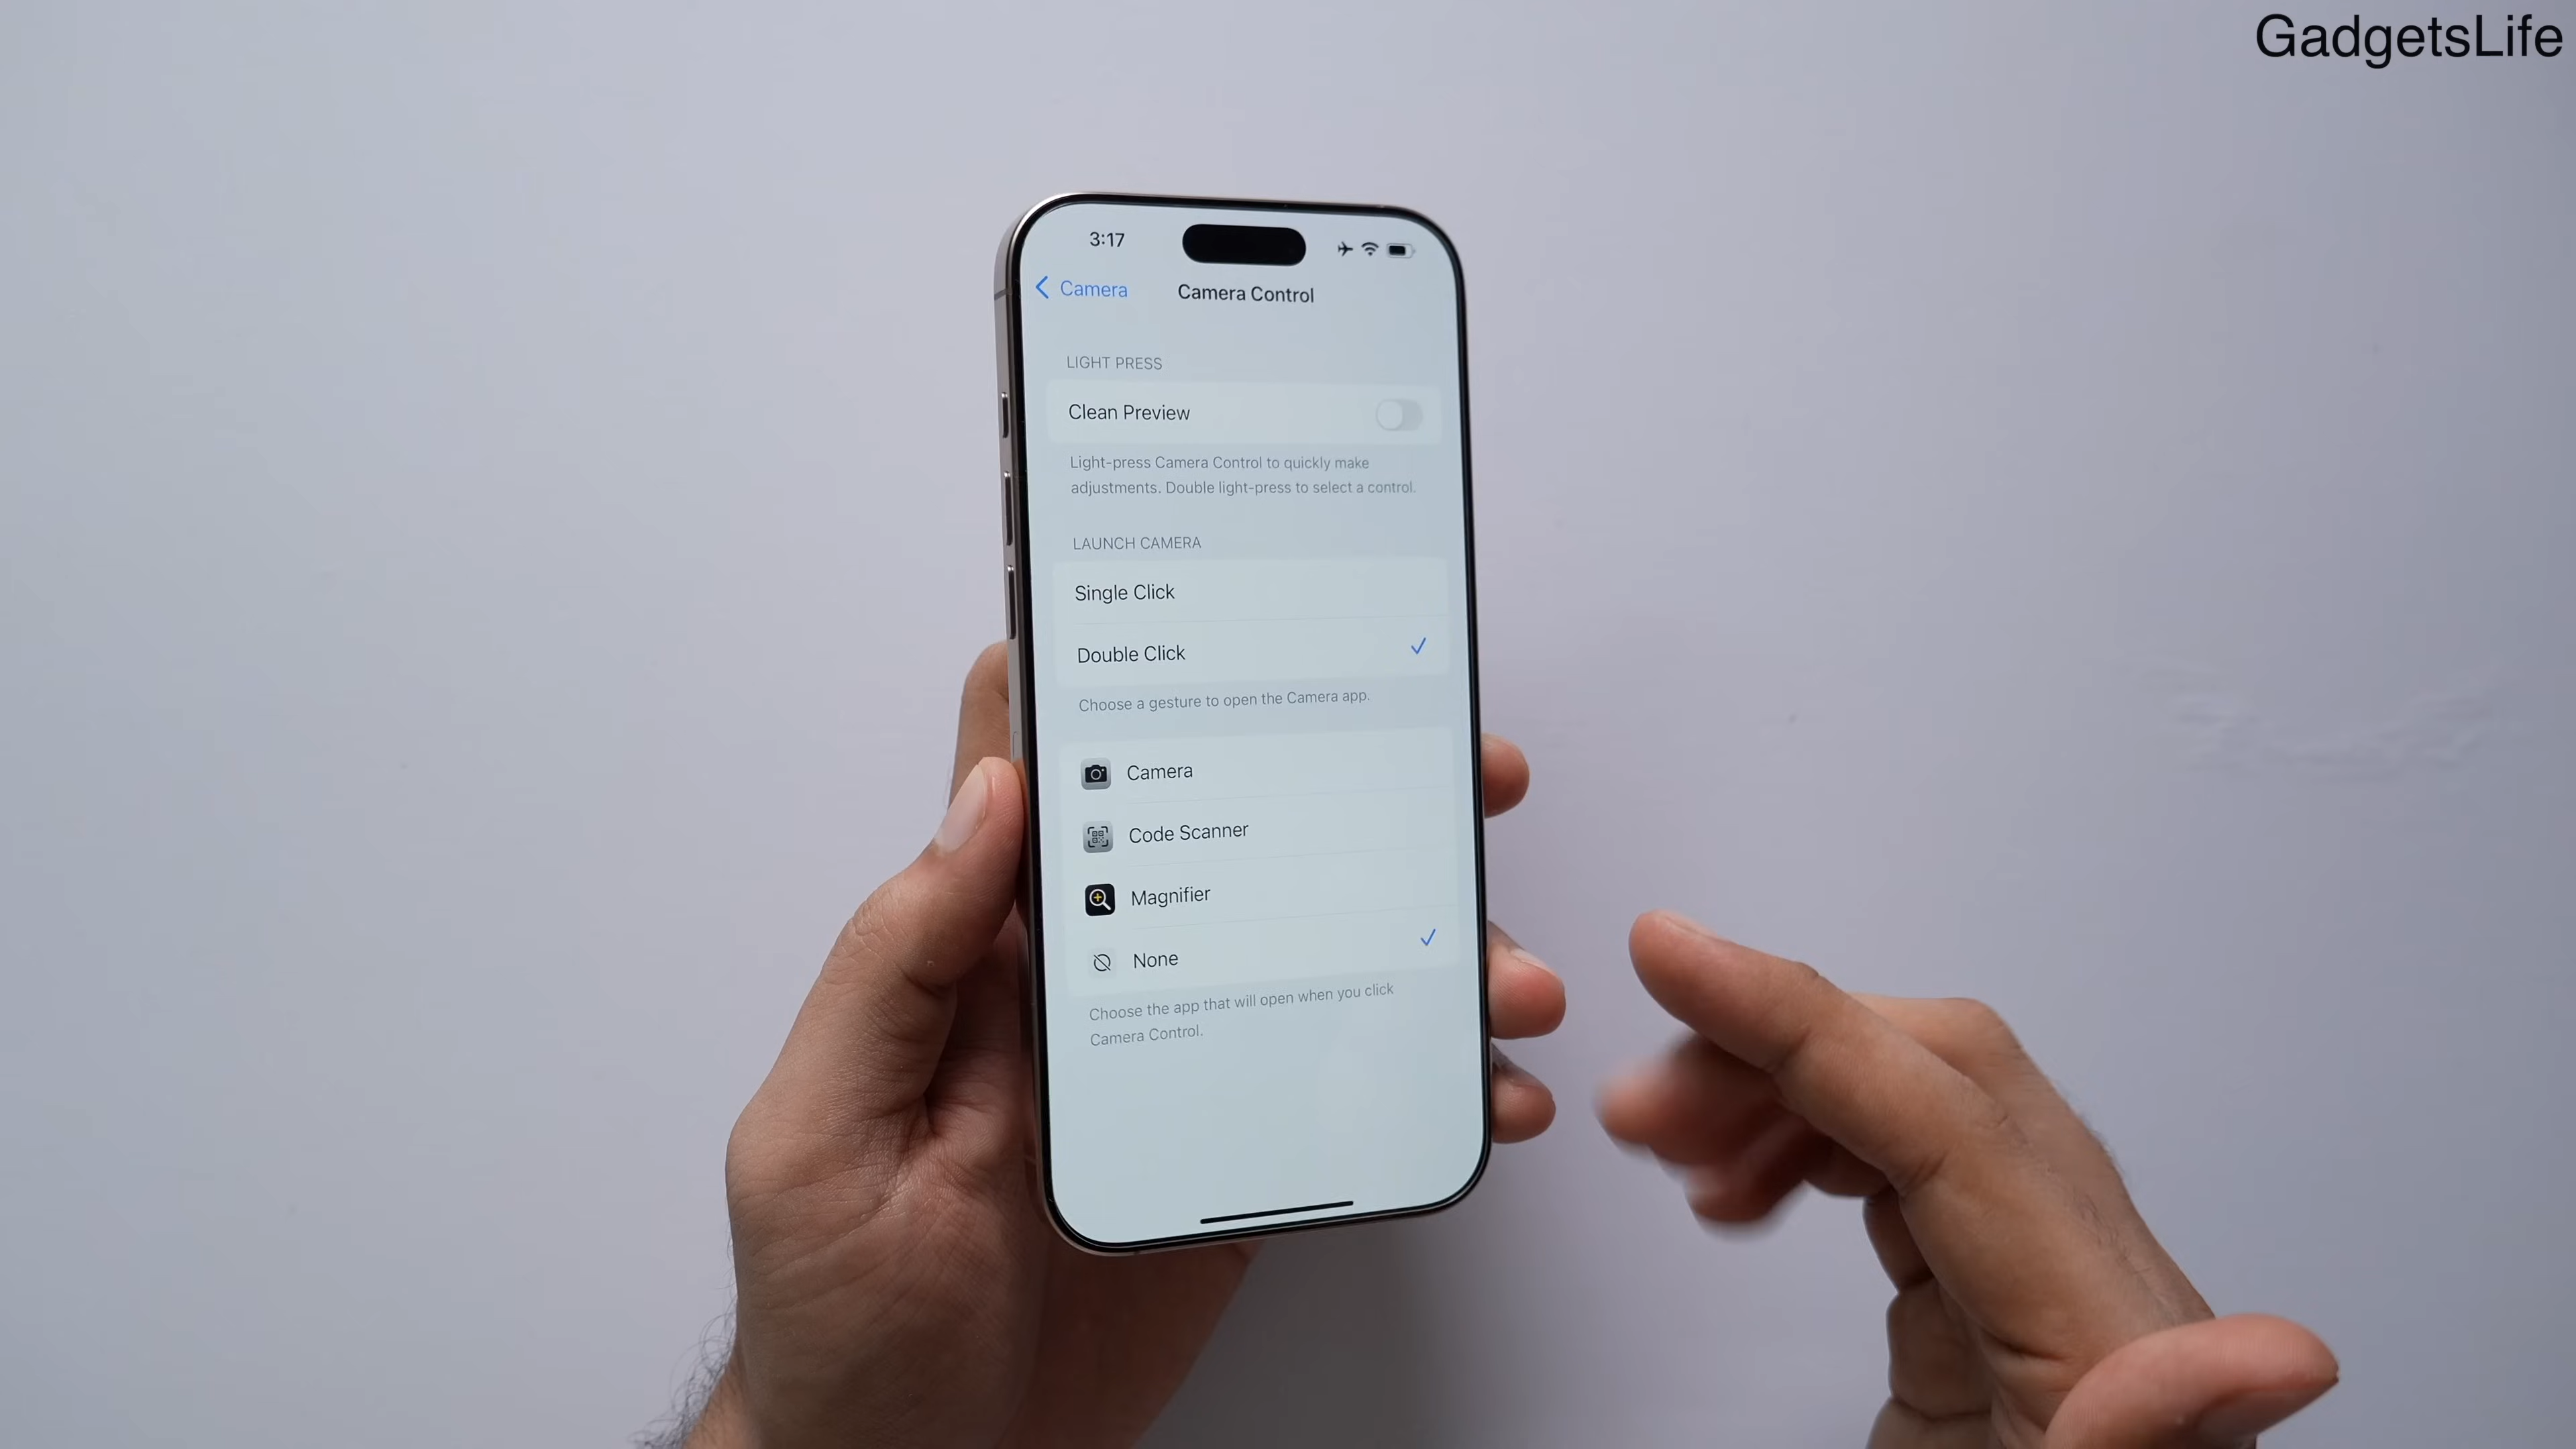 GadgetsLife
3:17
Camera
Camera Control
LIGHT PRESS
Clean Preview
Light-press Camera Control to quickly make
adjustments. Double light-press to select a control.
LAUNCH CAMERA
Single Click
Double Click
Choose a gesture to open the Camera app.
Camera
Code Scanner
Magnifier
None
Choose the app that will open when you click
Camera Control.